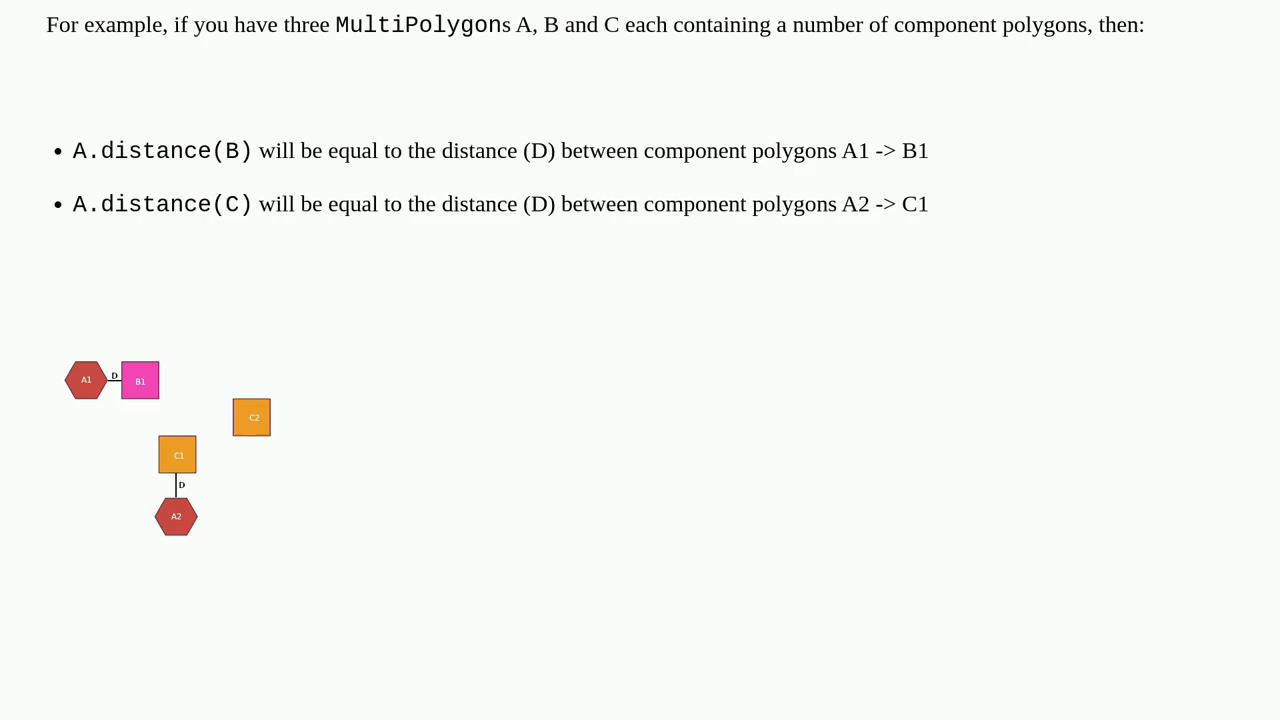 For example, if you have three MultiPolygons A, B and C each containing a number of component polygons, then:
• A.distance(B) will be equal to the distance (D) between component polygons A1 -> B1
• A.distance(C) will be equal to the distance (D) between component polygons A2 -> C1
A1 D B1
C2
C1
D
A2